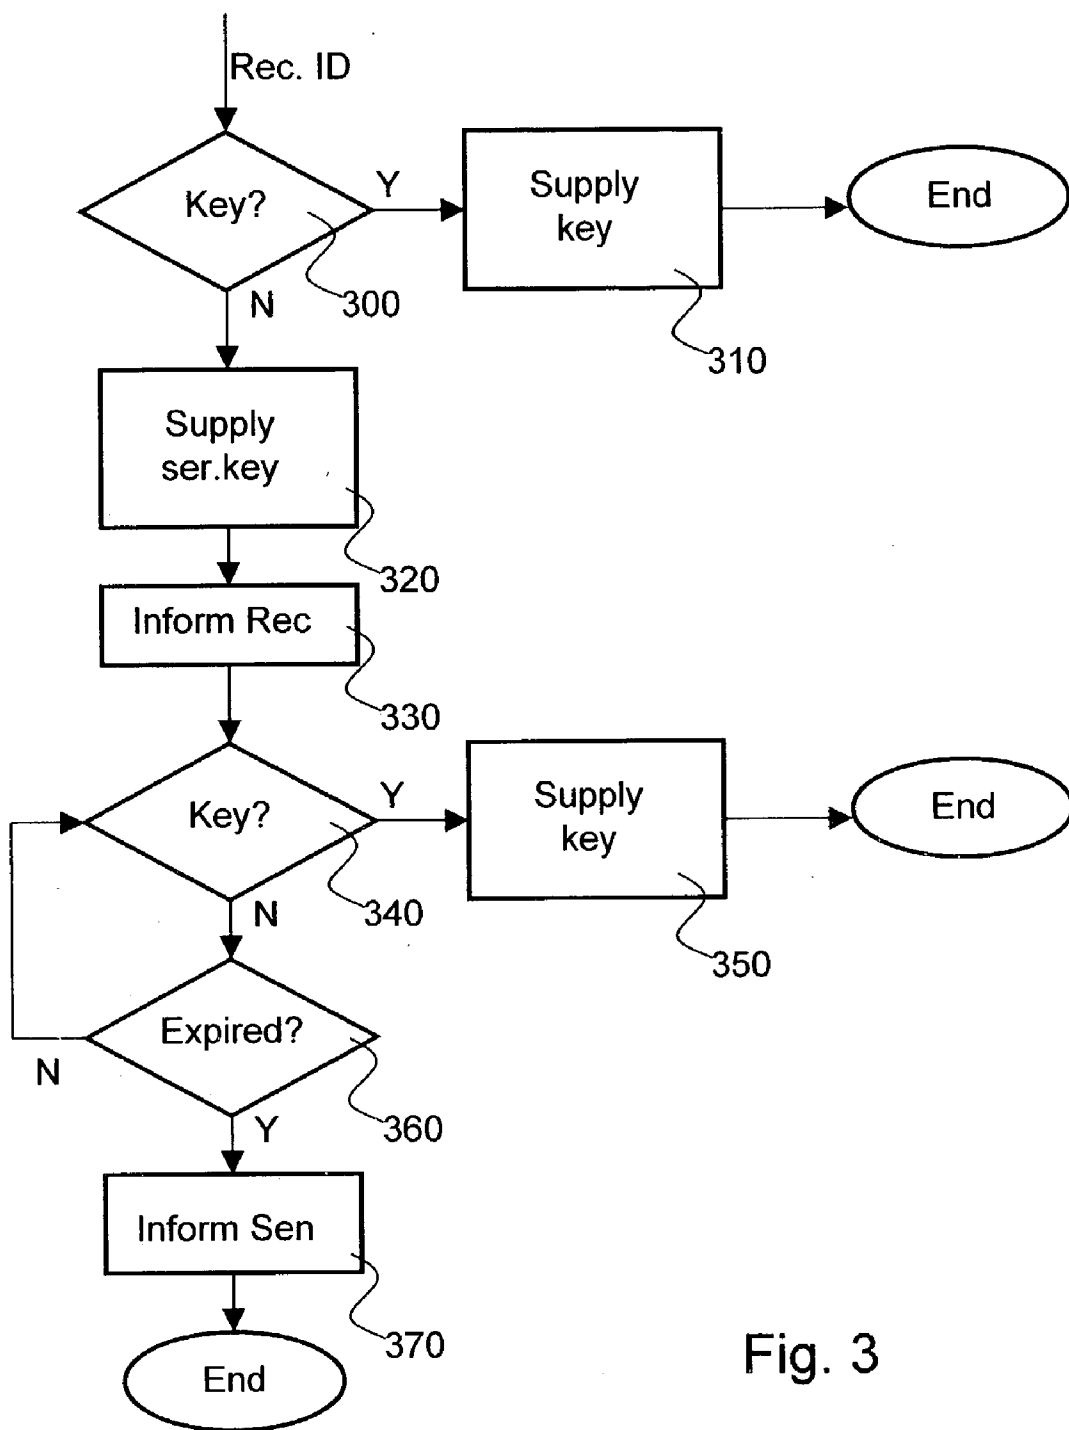 Rec. ID
Key?
Y
Supply
key
End
N
300
310
Supply
ser.key
320
Inform Rec
330
Key?
Y
Supply
key
End
N
340
350
Expired?
N
Y
360
Inform Sen
370
End
Fig. 3